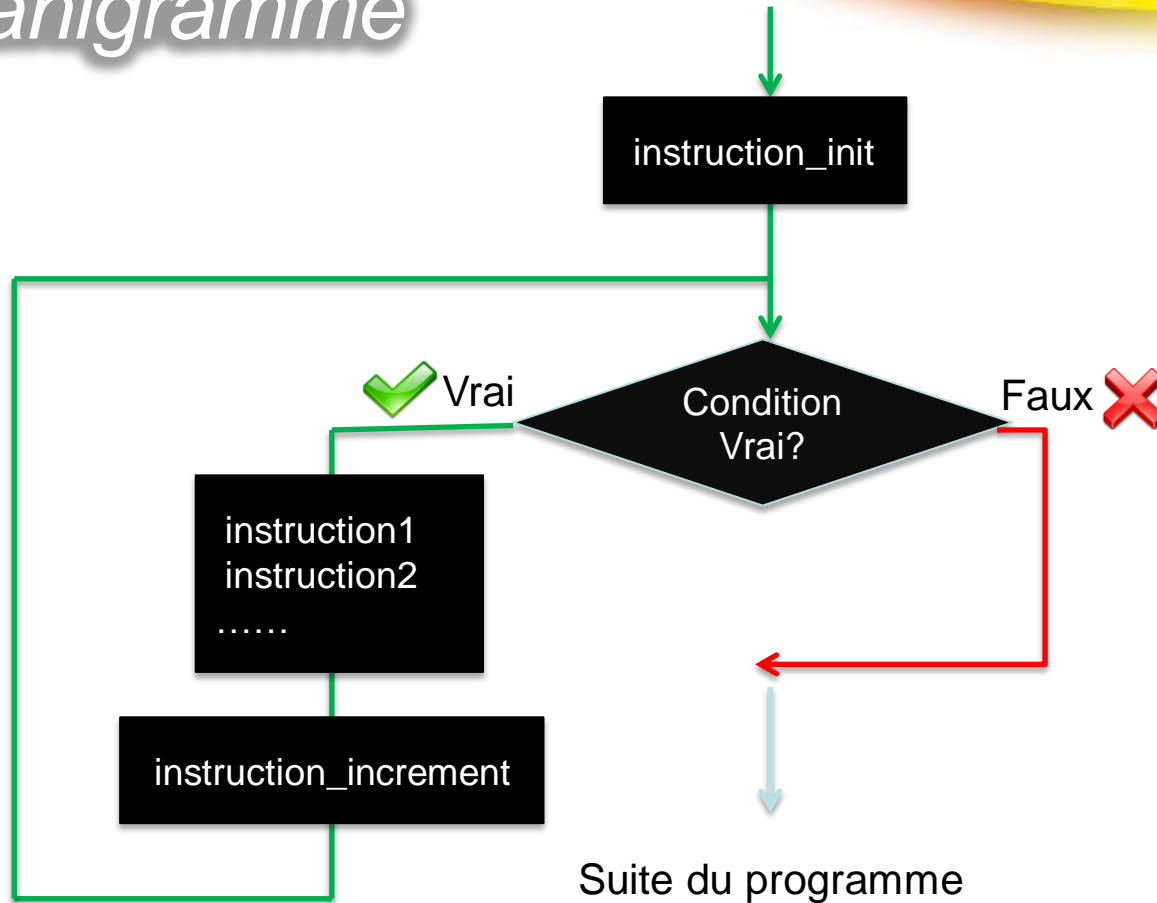 anigramme
instruction_init
Vrai
Condition
Vrai?
Faux
instruction1
instruction2
......
instruction_increment
Suite du programme